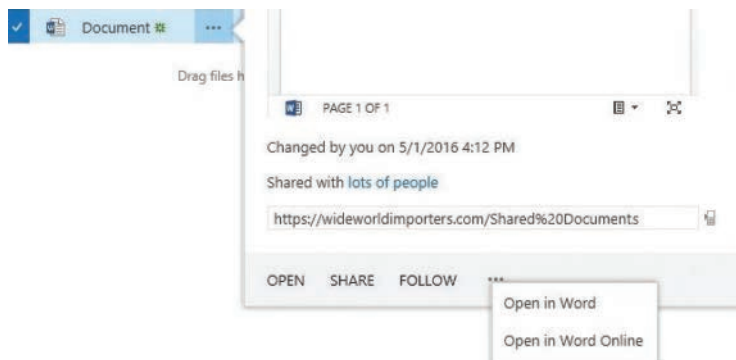 Document ...
Drag files h
PAGE 1 OF 1
Changed by you on 5/1/2016 4:12 PM
Shared with lots of people
https://wideworldimporters.com/Shared%20Documents
OPEN SHARE FOLLOW ...
Open in Word
Open in Word Online